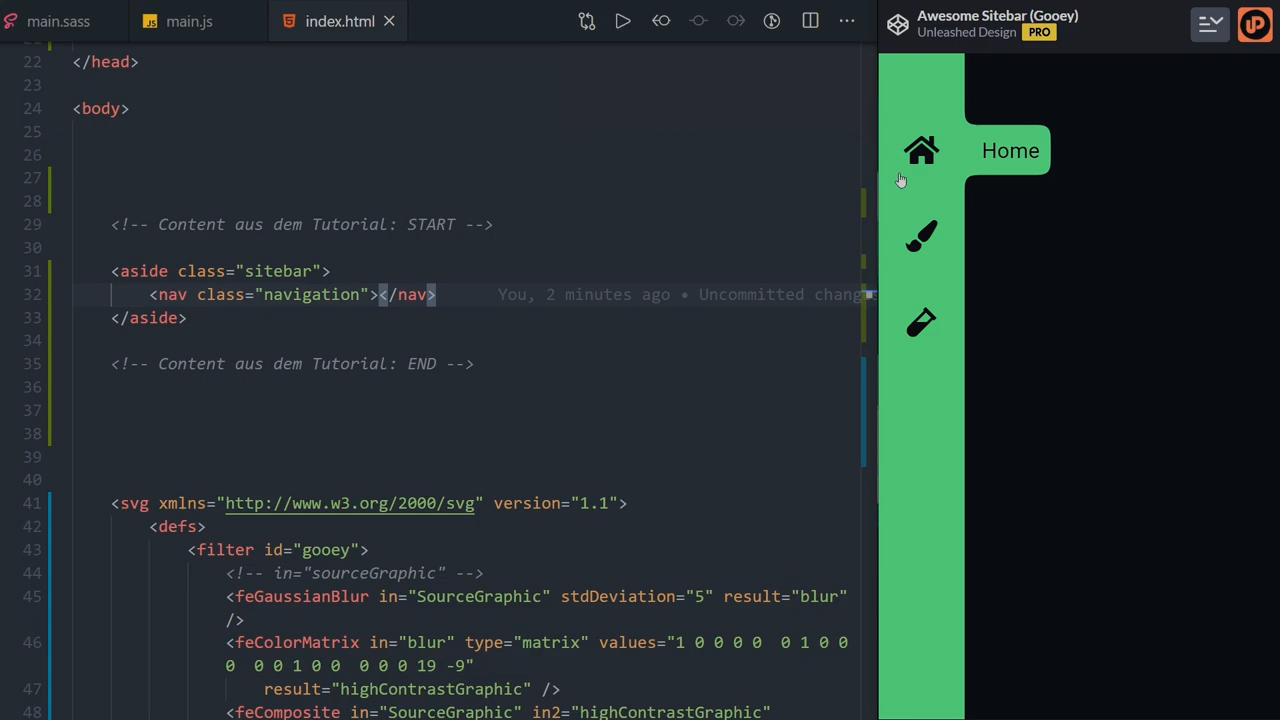 main.sass
JS main.js
index.html
Awesome Sitebar (Gooey)
Unleashed Design PRO
22 </head>
23
24 <body>
25
26
27
28
29 <!-- Content aus dem Tutorial: START -->
30
31 <aside class="sitebar">
32 <nav class="navigation"></nav> You, 2 minutes ago • Uncommitted changes
33 </aside>
34
35 <!-- Content aus dem Tutorial: END -->
36
37
38
39
40
41 <svg xmlns="http://www.w3.org/2000/svg" version="1.1">
42 <defs>
43 <filter id="gooey">
44 <!-- in="sourceGraphic" -->
45 <feGaussianBlur in="SourceGraphic" stdDeviation="5" result="blur"
/>
46 <feColorMatrix in="blur" type="matrix" values="1 0 0 0 0  0 1 0 0
0  0 0 1 0 0  0 0 0 19 -9"
47 result="highContrastGraphic" />
48 <feComposite in="SourceGraphic" in2="highContrastGraphic"
Home